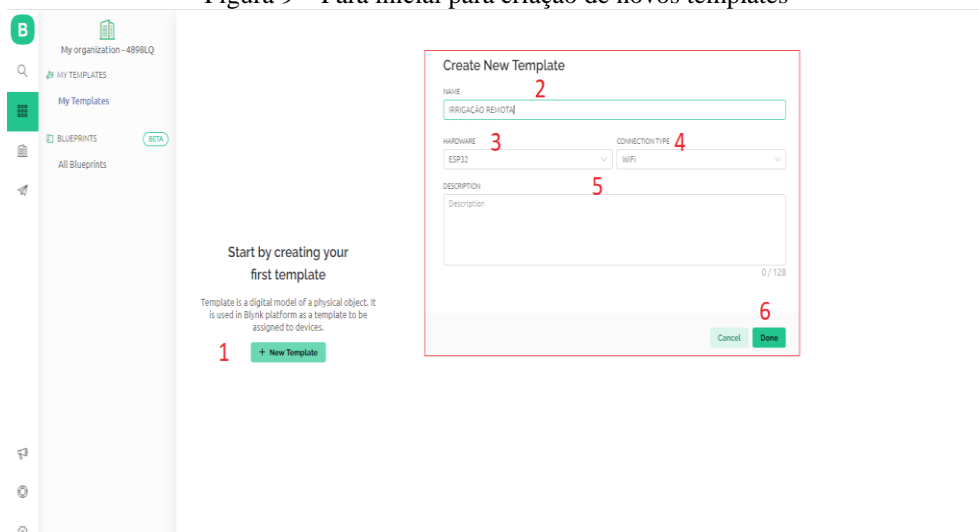 Figura 9 – Para inicial para criação de novos templates
B
My organization - 4898LQ
MY TEMPLATES
My Templates
BLUEPRINTS
BETA
All Blueprints
Start by creating your
first template
Template is a digital model of a physical object. It
is used in Blynk platform as a template to be
assigned to devices.
1
+ New Template
Create New Template
2
NAME
IRRIGACÃO REMOTA
3
HARDWARE
CONNECTION TYPE
4
ESP32
WiFi
5
DESCRIPTION
Description
0 / 128
6
Cancel
Done